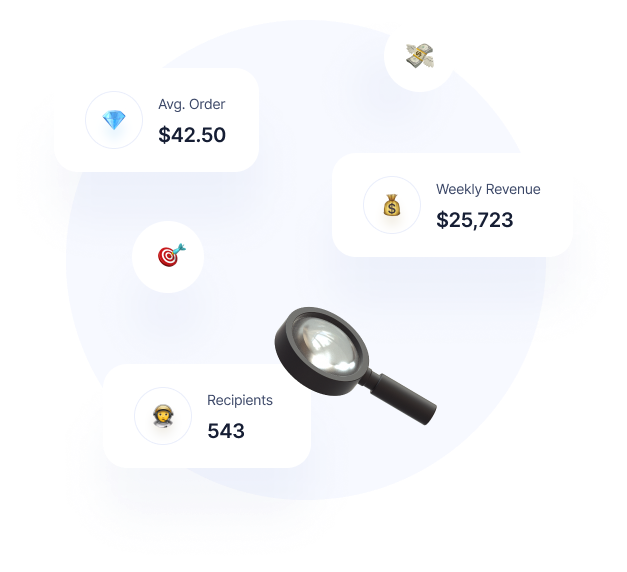 Avg. Order
$42.50
Weekly Revenue
$25,723
Recipients
543